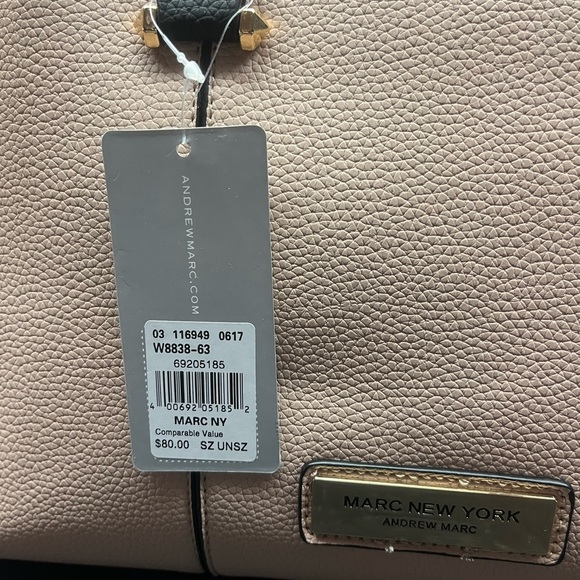 ANDREWMARC.COM
03 116949 0617
W8838-63
69205185
4 00692 05185 2
MARC NY
Comparable Value
$80.00 SZ UNSZ
MARC NEW YORK
ANDREW MARC